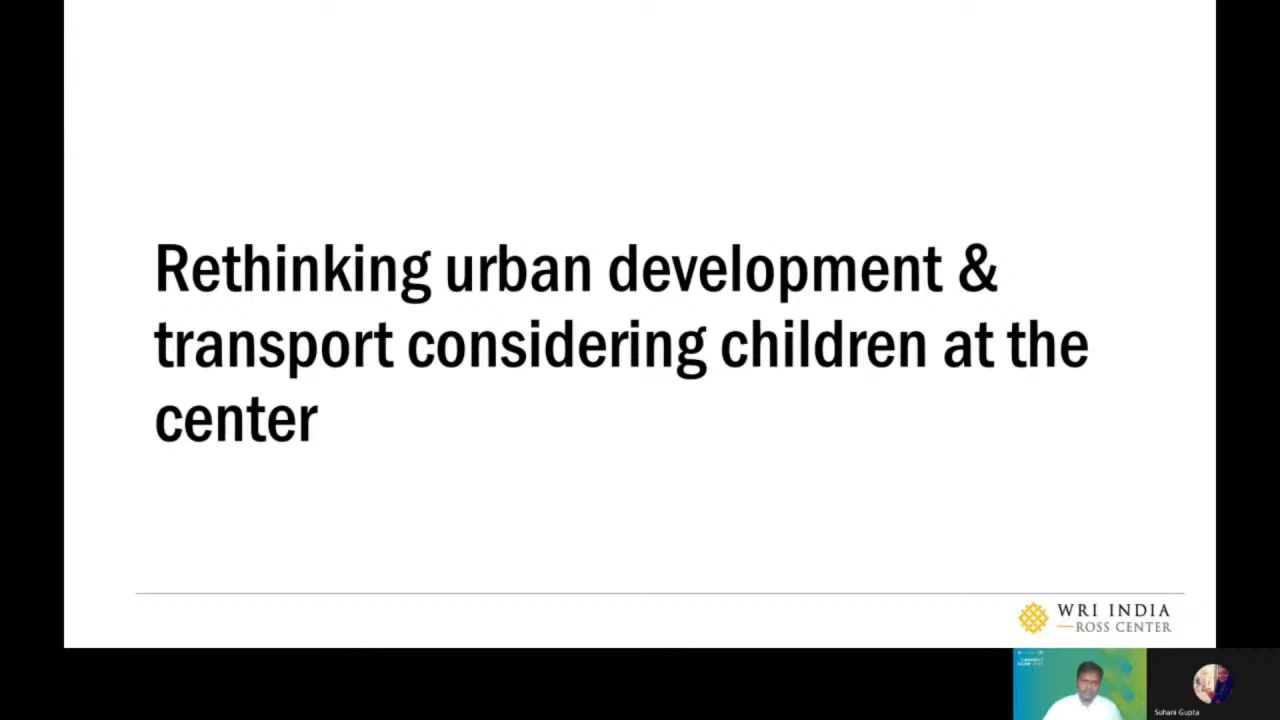 Rethinking urban development &
transport considering children at the
center
WRI INDIA
ROSS CENTER
Suhani Gupta